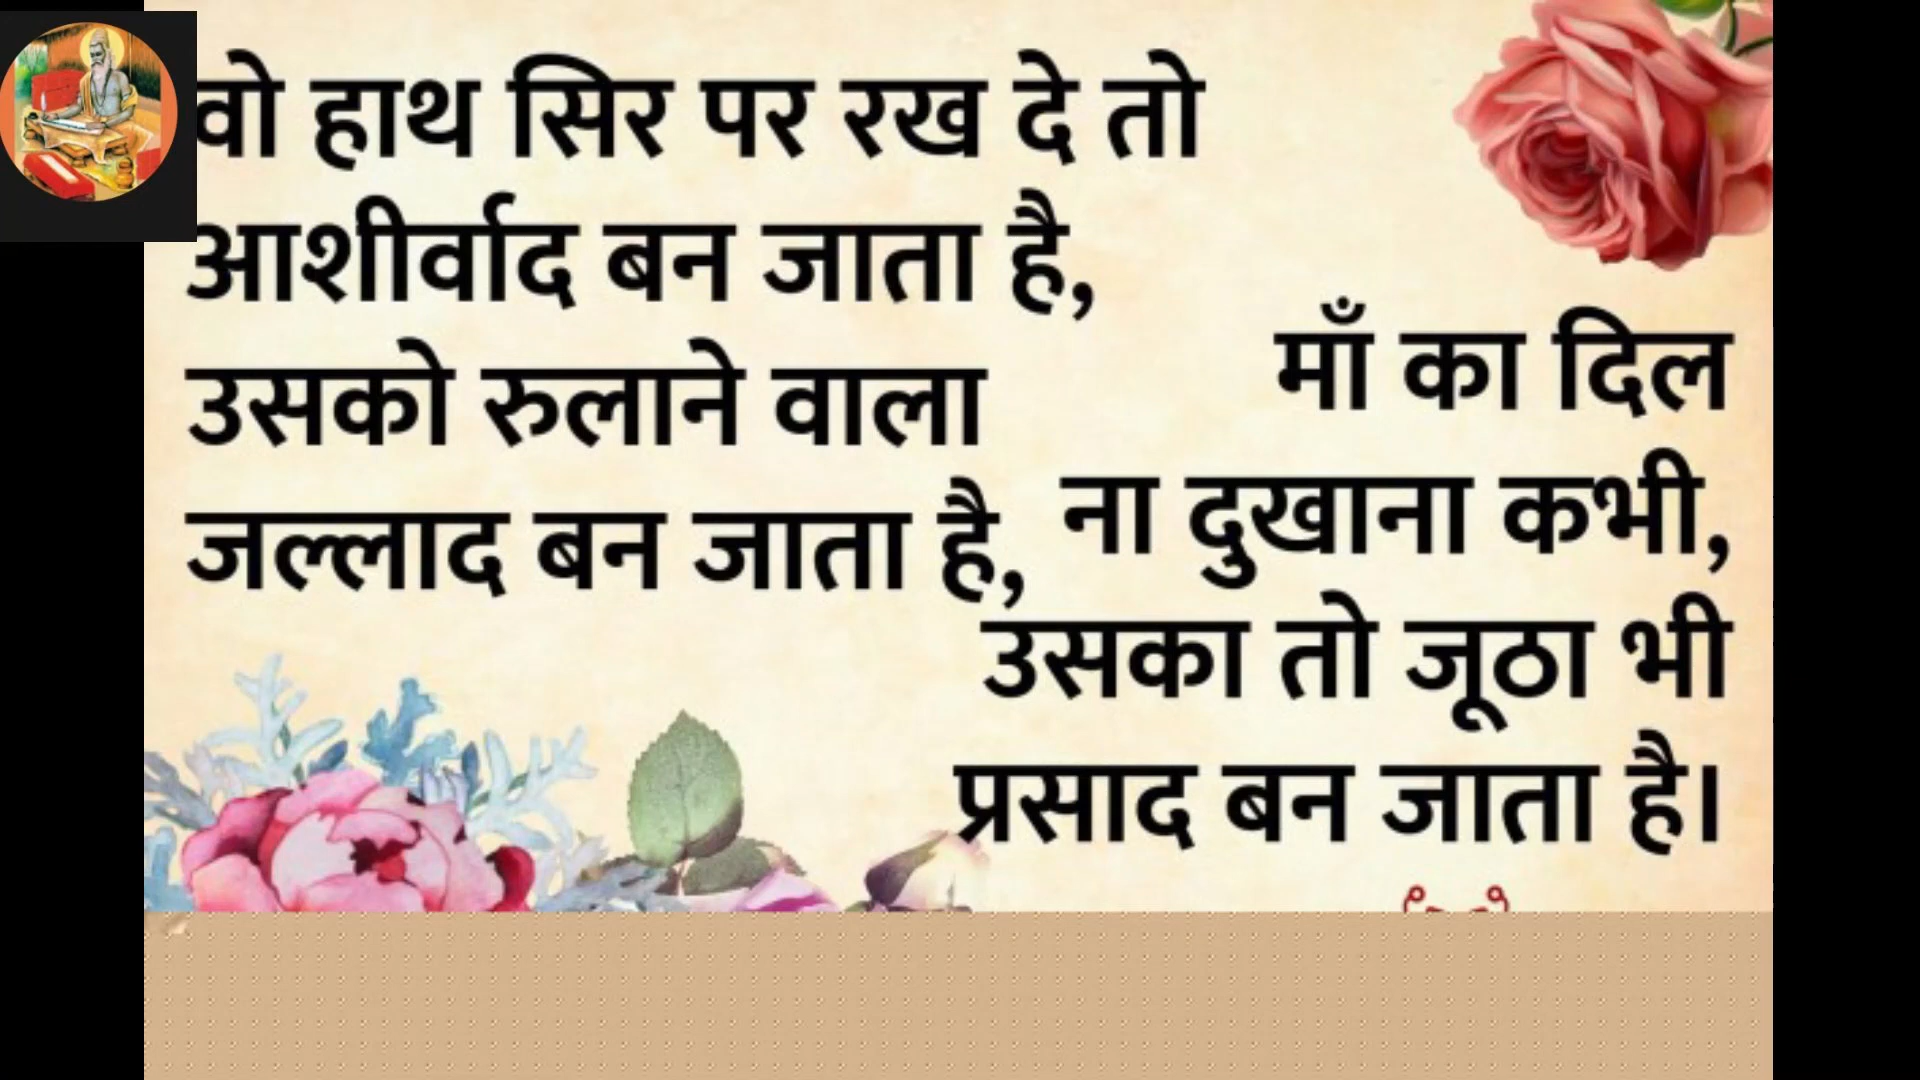 वो हाथ सिर पर रख दे तो
आशीर्वाद बन जाता है,
उसको रुलाने वाला
जल्लाद बन जाता है,
माँ का दिल
ना दुखाना कभी,
उसका तो जूठा भी
प्रसाद बन जाता है।